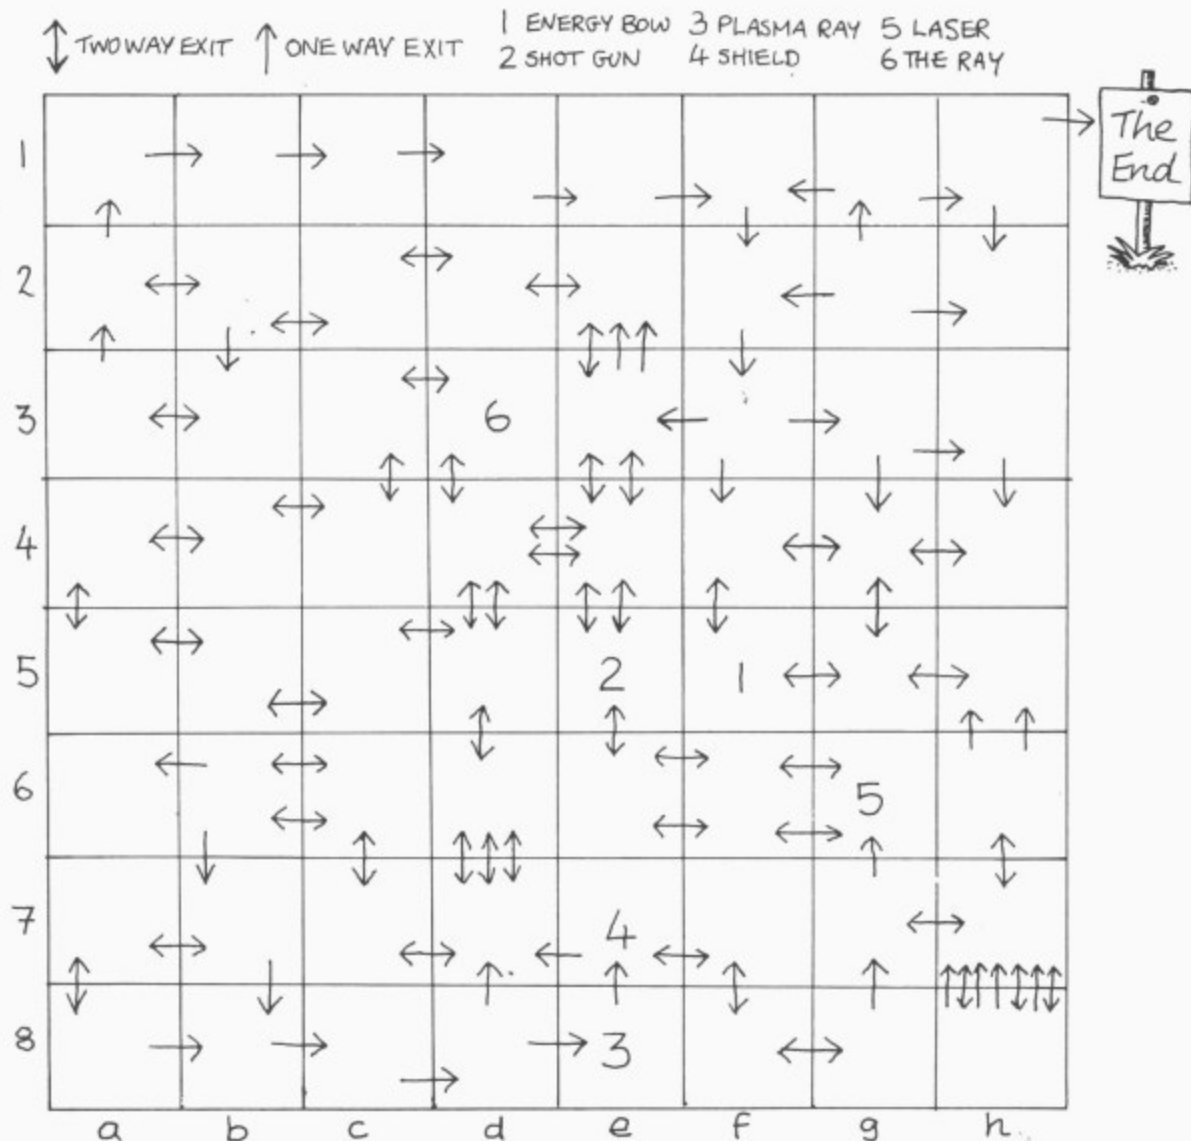 1 ENERGY BOW 3 PLASMA RAY 5 LASER
TWO WAY EXIT ONE WAY EXIT
2 SHOT GUN 4 SHIELD 6 THE RAY
The
End
1
2
3
6
4
5
2 1
6
5
7
4
8
3
a b c d e f g h